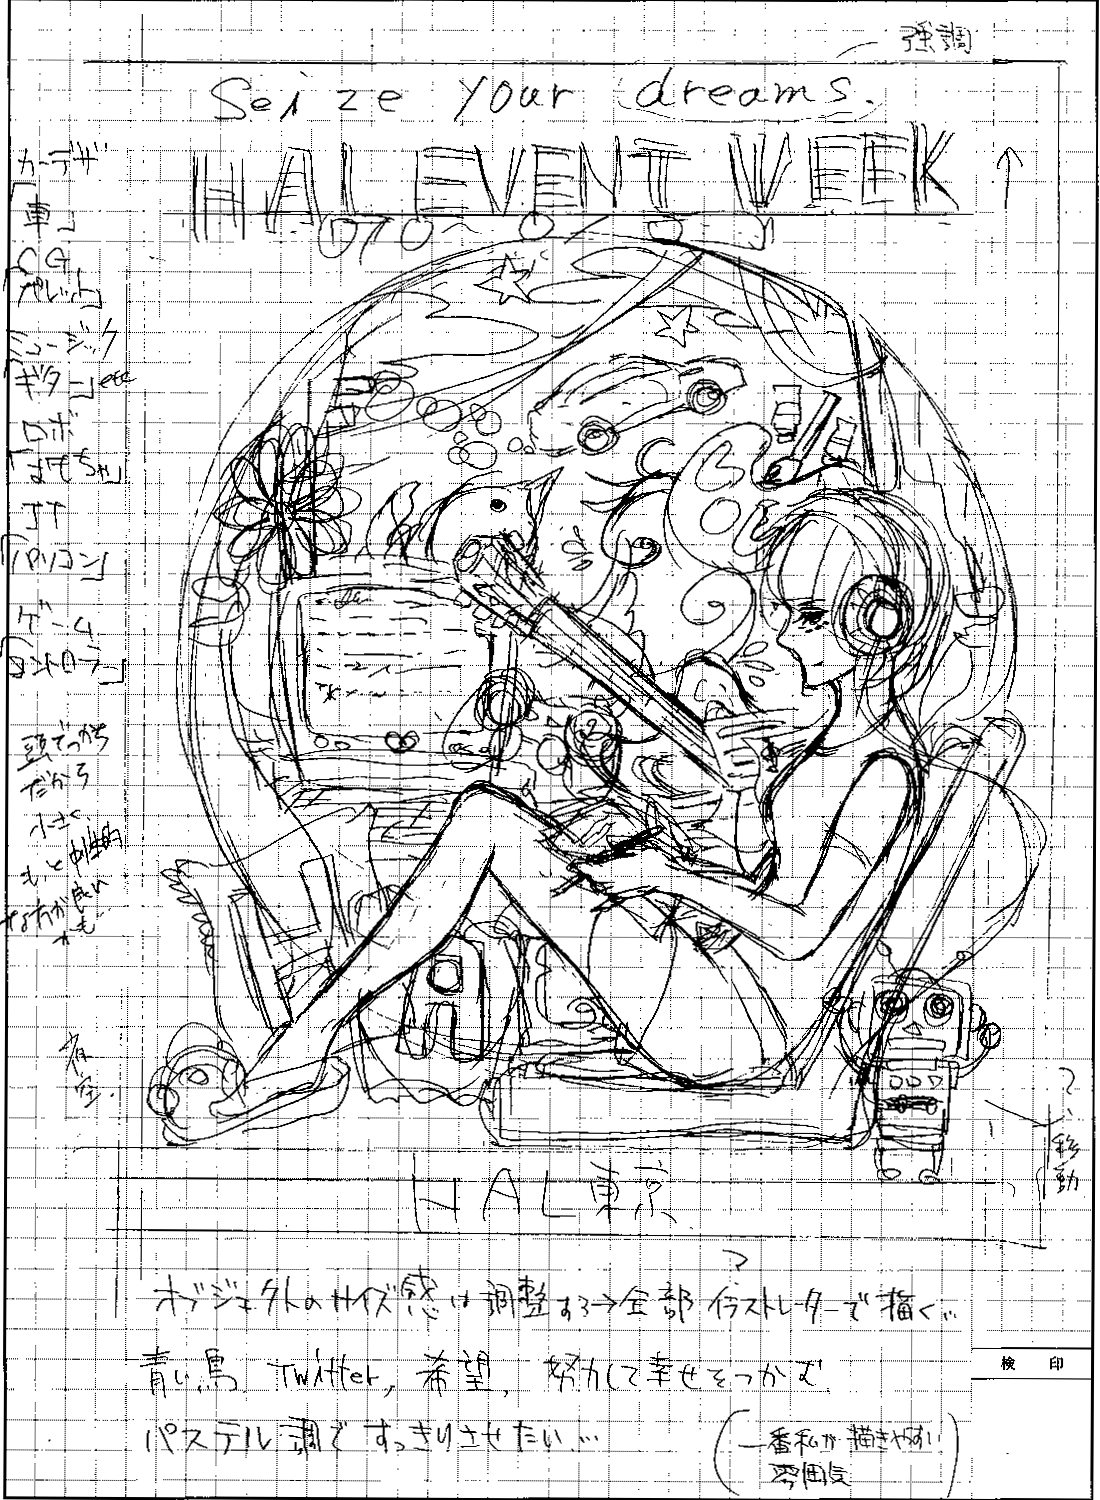 強調
Seize your dreams.
HAL EVENT WEEK
カーデザ
「車」
CG
「パレット」
ミュージック
「ギター」etc
ロボ
「おもちゃ」
IT
「パソコン」
ゲーム
「コントローラ」
頭でっかち
だから
小さく
もっと中性的
な方が良い
かも
夜空
移動
HAL東京
オブジェクトのサイズ感は調整する→全部イラストレーターで描く…
青い鳥 Twitter, 希望, 努力して幸せをつかむ
検印
パステル調ですっきりさせたい…
(一番私が描きやすい
雰囲気)